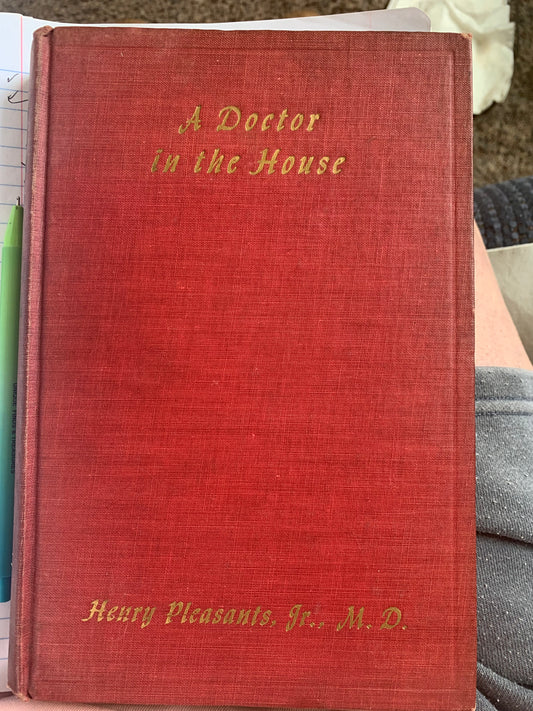 A Doctor
in the House
Henry Pleasants, Jr., M. D.